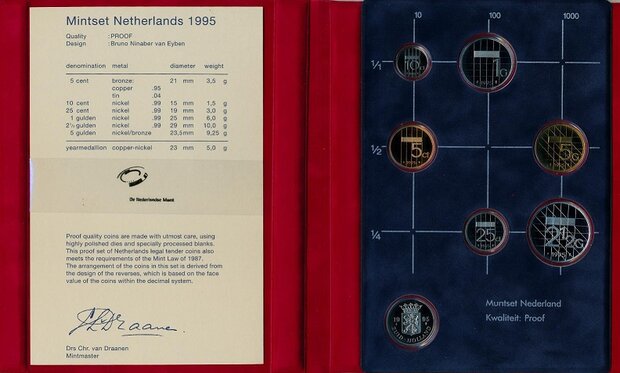 Mintset Netherlands 1995
Quality :PROOF
Design :Bruno Ninaber van Eyben
denomination metal diameter weight
5 cent bronze: 21 mm 3,5 g
copper .95
tin .04
10 cent nickel .99 15 mm 1,5 g
25 cent nickel .99 19 mm 3,0 g
1 gulden nickel .99 25 mm 6,0 g
2½ gulden nickel .99 29 mm 10,0 g
5 gulden nickel/bronze 23,5mm 9,25 g
yearmedallion copper-nickel 23 mm 5,0 g
De Nederlandse Munt
Proof quality coins are made with utmost care, using
highly polished dies and specially processed blanks.
This proof set of Netherlands legal tender coins also
meets the requirements of the Mint Law of 1987.
The arrangement of the coins in this set is derived from
the design of the reverses, which is based on the face
value of the coins within the decimal system.
Drs Chr. van Draanen
Mintmaster
10 100 1000
1/1
10
1 G
1/2
5 ct
5 G
1/4
25 ct
2½ G
1995
ZUID-HOLLAND
Muntset Nederland
Kwaliteit: Proof